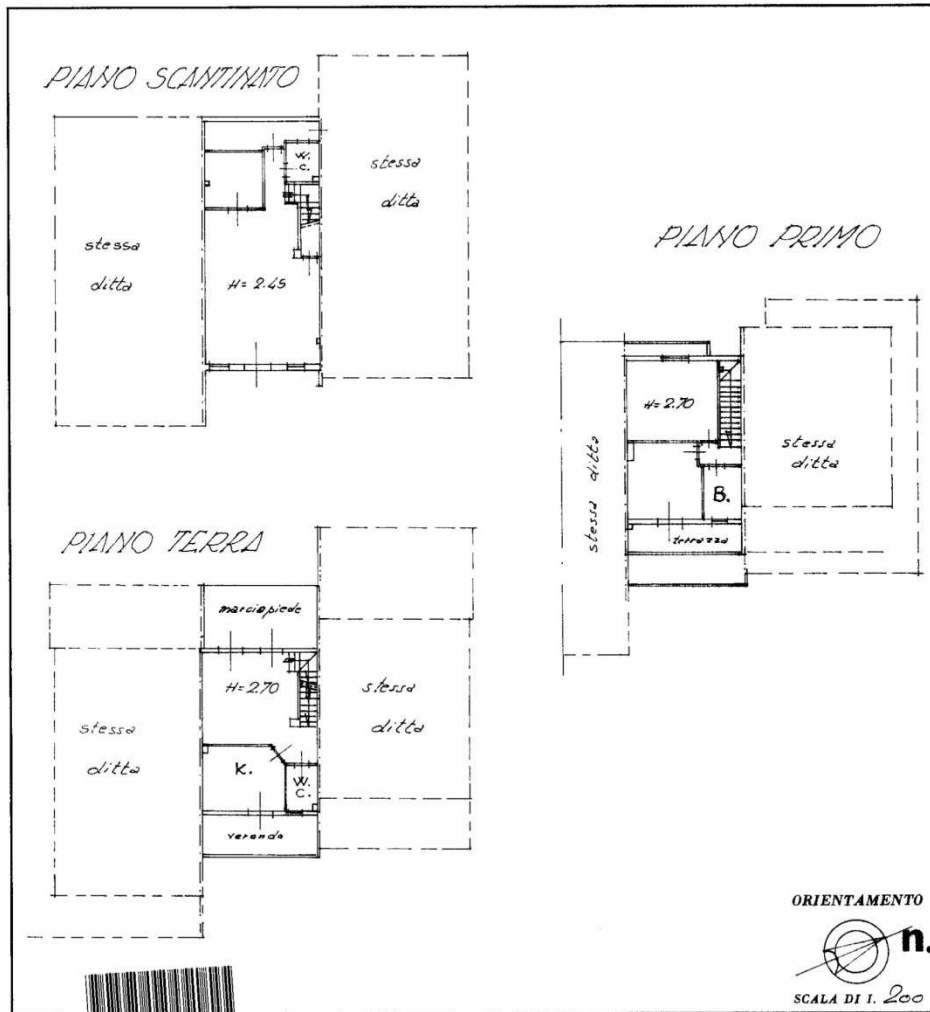 PIANO SCANTINATO
stessa
ditta
W.
C.
H= 2.45
stessa
ditta
PIANO PRIMO
stessa ditta
H= 2.70
B.
terrazza
stessa
ditta
PIANO TERRA
marciapiede
H= 2.70
stessa
ditta
K.
W.
C.
veranda
stessa
ditta
ORIENTAMENTO
n.
SCALA DI I. 200